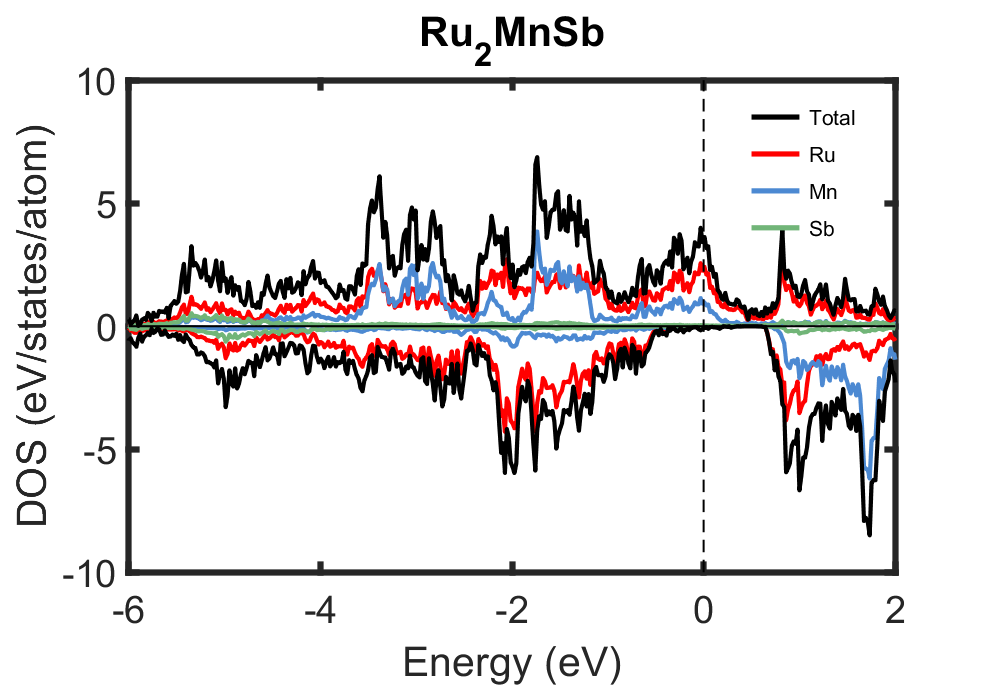 Ru2MnSb
10
5
0
-5
-10
DOS (eV/states/atom)
Total
Ru
Mn
Sb
-6 -4 -2 0 2
Energy (eV)